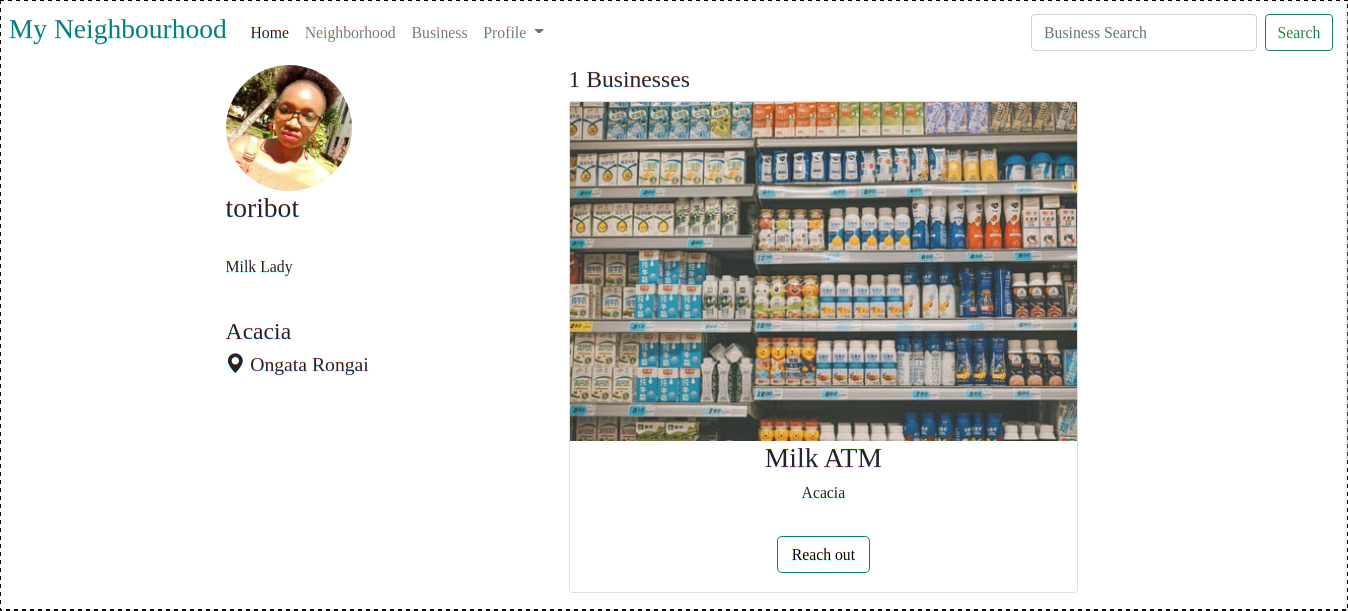 My Neighbourhood Home Neighborhood Business Profile Business Search Search
toribot
Milk Lady
Acacia
Ongata Rongai
1 Businesses
Milk ATM
Acacia
Reach out